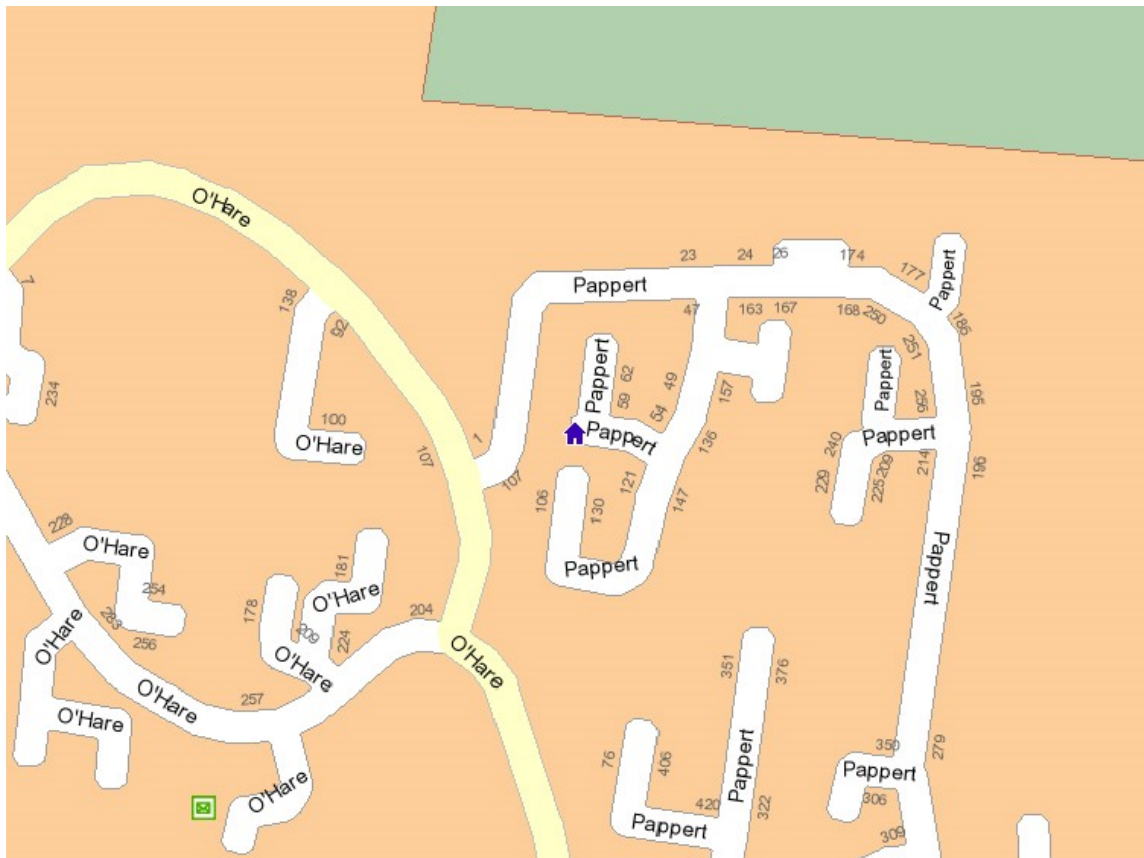 O'Hare
23
24
26
174
177
Pappert
7
138
92
Pappert
47
163
167
168
250
186
251
234
Pappert
62
59
49
54
157
Pappert
256
195
100
O'Hare
107
1
107
Pappert
136
240
Pappert
229
225
209
214
196
106
130
121
147
Pappert
Pappert
228
O'Hare
254
283
256
O'Hare
181
O'Hare
178
209
224
204
O'Hare
O'Hare
257
O'Hare
O'Hare
O'Hare
351
376
Pappert
76
406
420
322
Pappert
350
279
Pappert
306
309